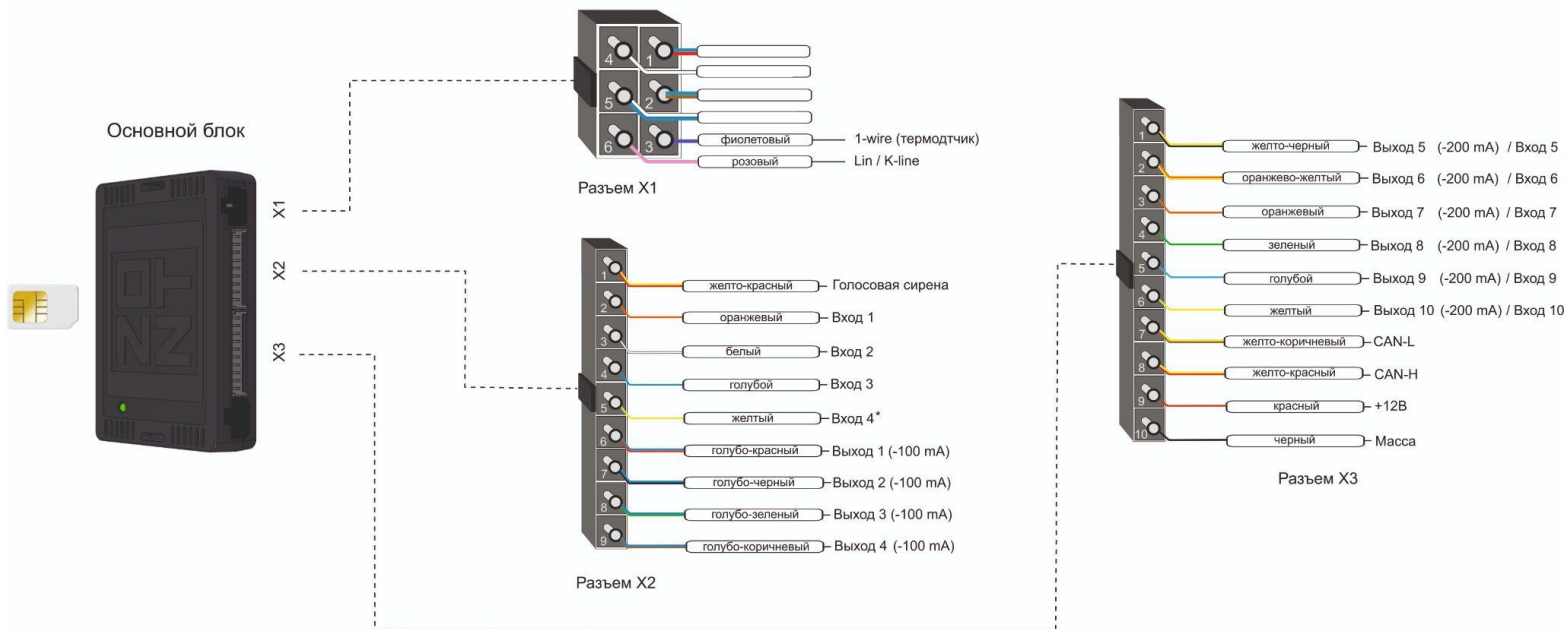 Основной блок
X1
X2
X3
4
1
5
2
6
3
фиолетовый 1-wire (термодтчик)
розовый Lin / K-line
Разъем X1
1 желто-красный Голосовая сирена
2 оранжевый Вход 1
3 белый Вход 2
4 голубой Вход 3
5 желтый Вход 4*
6 голубо-красный Выход 1 (-100 mA)
7 голубо-черный Выход 2 (-100 mA)
8 голубо-зеленый Выход 3 (-100 mA)
9 голубо-коричневый Выход 4 (-100 mA)
Разъем X2
1 желто-черный Выход 5 (-200 mA) / Вход 5
2 оранжево-желтый Выход 6 (-200 mA) / Вход 6
3 оранжевый Выход 7 (-200 mA) / Вход 7
4 зеленый Выход 8 (-200 mA) / Вход 8
5 голубой Выход 9 (-200 mA) / Вход 9
6 желтый Выход 10 (-200 mA) / Вход 10
7 желто-коричневый CAN-L
8 желто-красный CAN-H
9 красный +12В
10 черный Масса
Разъем X3